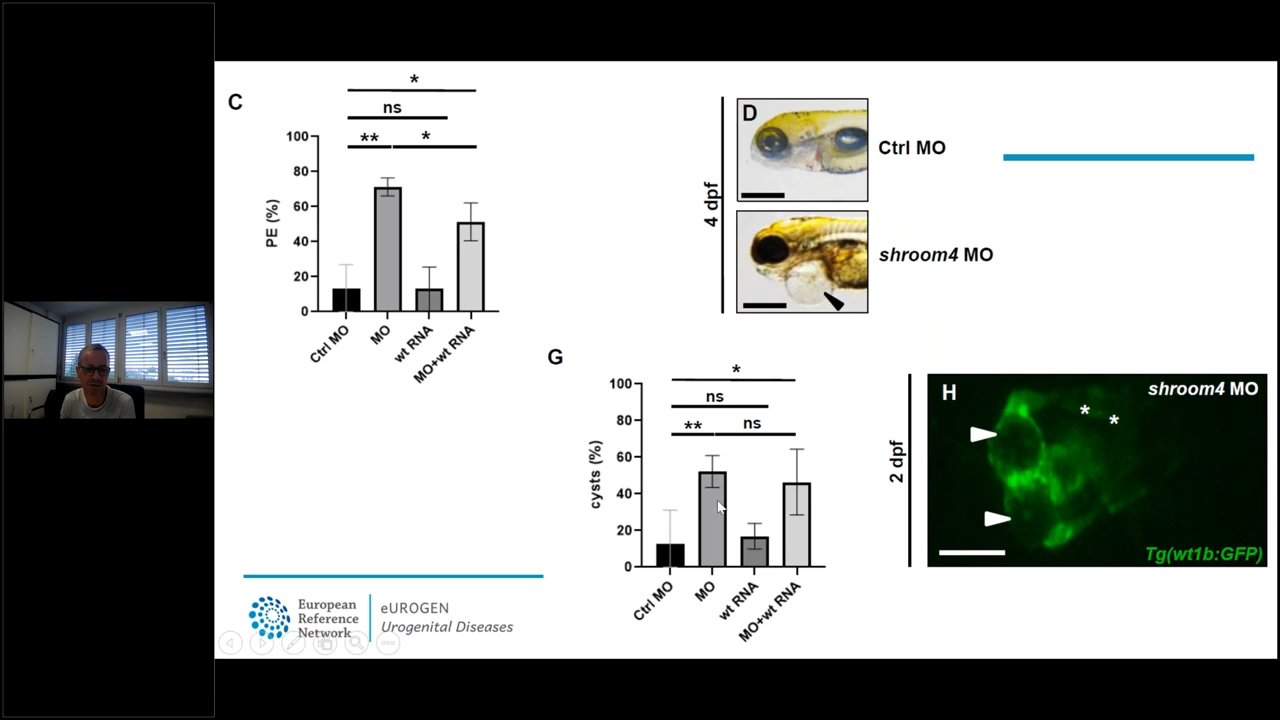 C
*
ns
**
*
PE (%)
100
80
60
40
20
0
Ctrl MO
MO
wt RNA
MO+wt RNA
4 dpf
D
Ctrl MO
shroom4 MO
G
*
ns
**
ns
cysts (%)
100
80
60
40
20
0
Ctrl MO
MO
wt RNA
MO+wt RNA
2 dpf
H
shroom4 MO
*
*
Tg(wt1b:GFP)
European
Reference
Network
eUROGEN
Urogenital Diseases